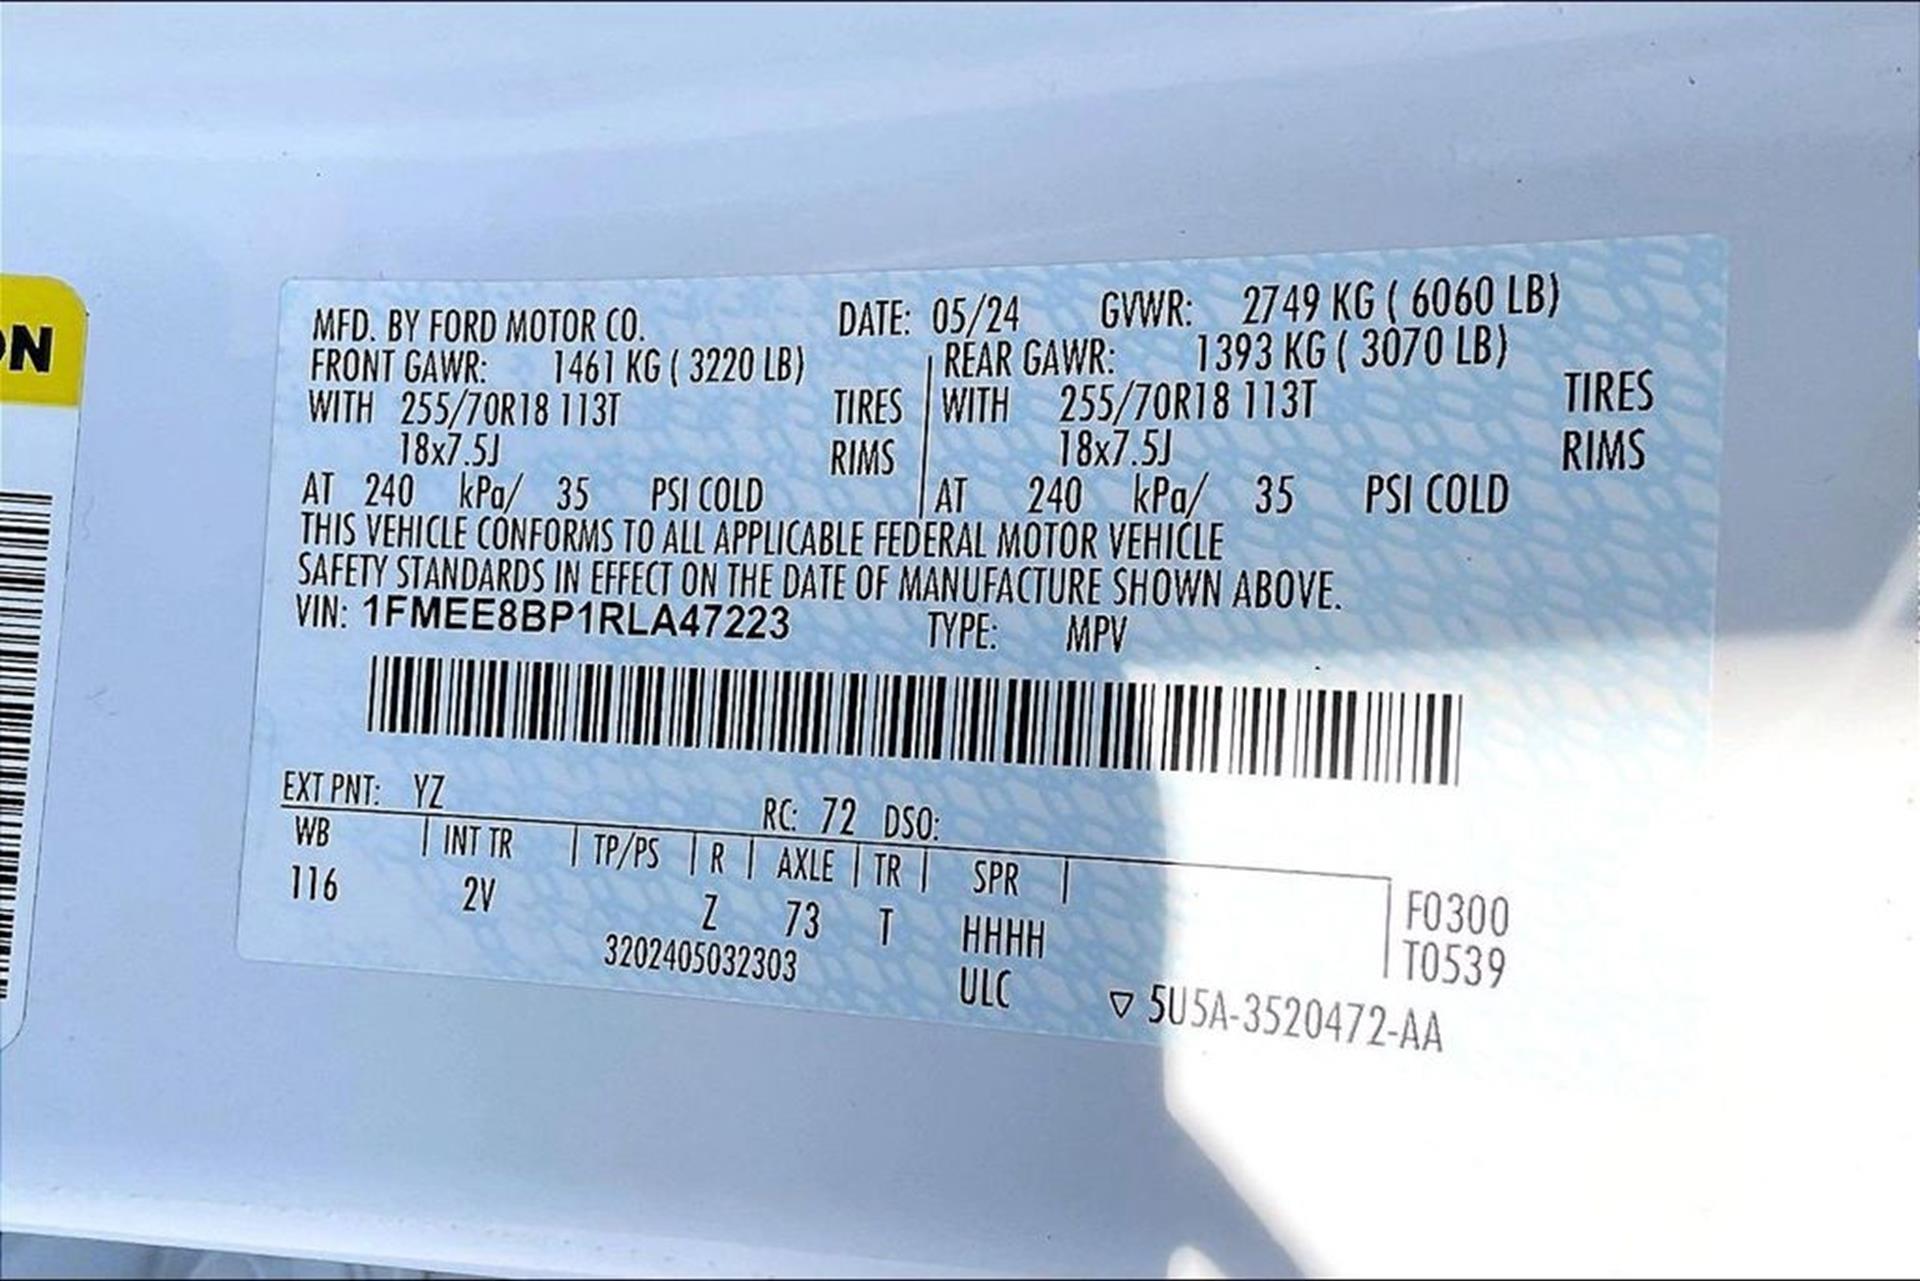 ON
MFD. BY FORD MOTOR CO. DATE: 05/24 GVWR: 2749 KG ( 6060 LB)
FRONT GAWR: 1461 KG ( 3220 LB) REAR GAWR: 1393 KG ( 3070 LB)
WITH 255/70R18 113T TIRES WITH 255/70R18 113T TIRES
18x7.5J RIMS 18x7.5J RIMS
AT 240 kPa/ 35 PSI COLD AT 240 kPa/ 35 PSI COLD
THIS VEHICLE CONFORMS TO ALL APPLICABLE FEDERAL MOTOR VEHICLE
SAFETY STANDARDS IN EFFECT ON THE DATE OF MANUFACTURE SHOWN ABOVE.
VIN: 1FMEE8BP1RLA47223 TYPE: MPV
EXT PNT: YZ RC: 72 DSO:
WB INT TR TP/PS R AXLE TR SPR
116 2V Z 73 T HHHH F0300
3202405032303 ULC T0539
▽ 5U5A-3520472-AA